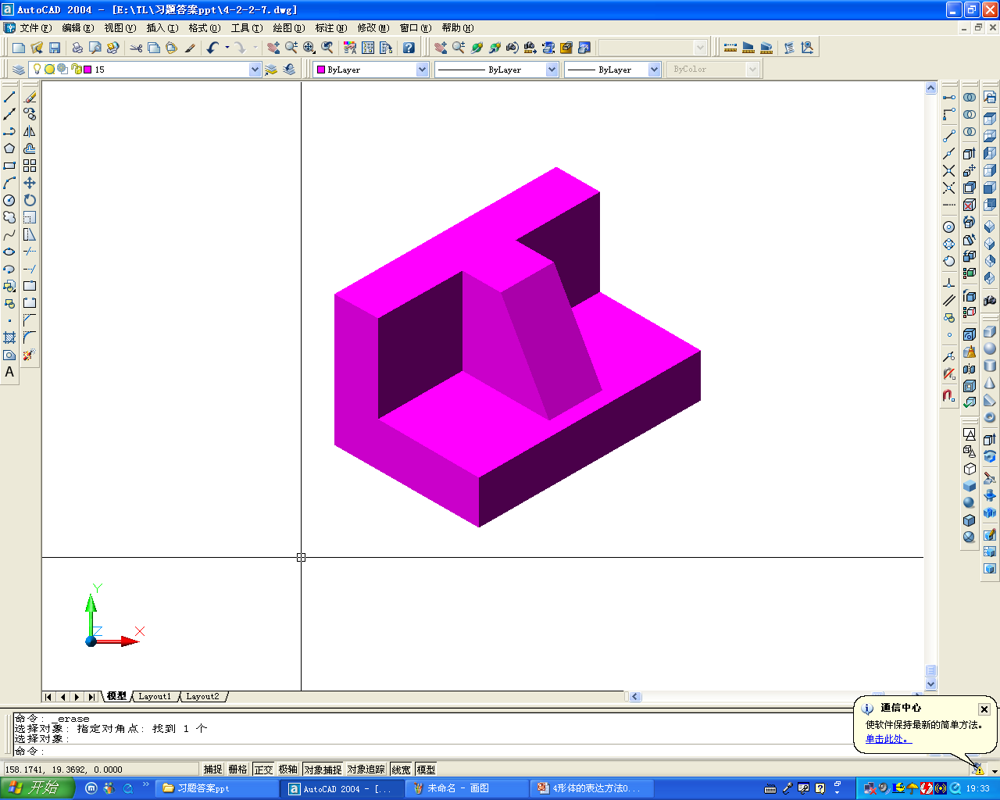 AutoCAD 2004 - [E:\TL\习题答案ppt\4-2-2-7.dwg]
文件(F) 编辑(E) 视图(V) 插入(I) 格式(O) 工具(T) 绘图(D) 标注(N) 修改(M) 窗口(W) 帮助(H)
15 ByLayer ByLayer ByLayer ByColor
A
Y
Z X
模型 Layout1 Layout2
命令: _erase
选择对象: 指定对角点: 找到 1 个
选择对象:
命令:
通信中心
使软件保持最新的简单方法。
单击此处。
158.1741, 19.3692, 0.0000 捕捉 栅格 正交 极轴 对象捕捉 对象追踪 线宽 模型
开始 习题答案ppt AutoCAD 2004 - [... 未命名 - 画图 4形体的表达方法0... 19:33